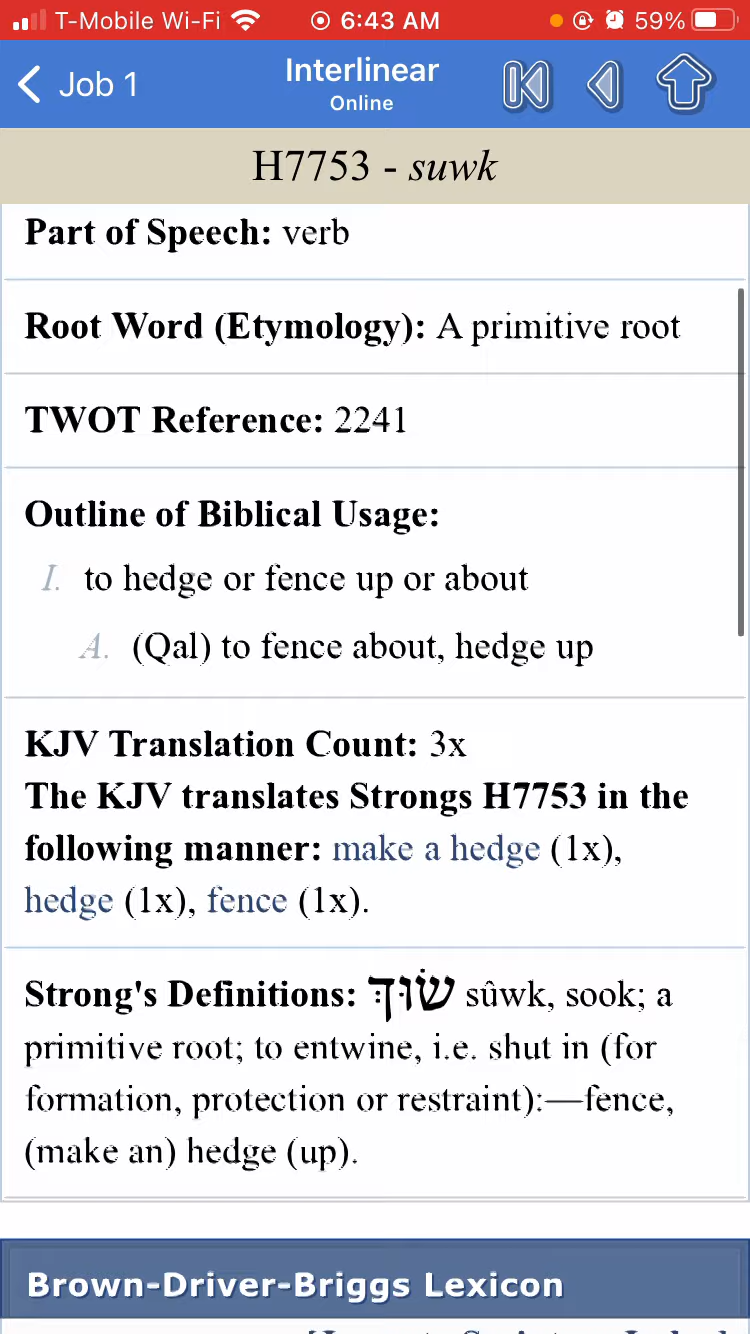 T-Mobile Wi-Fi 6:43 AM 59%
Job 1 Interlinear
Online
H7753 - suwk
Part of Speech: verb
Root Word (Etymology): A primitive root
TWOT Reference: 2241
Outline of Biblical Usage:
I. to hedge or fence up or about
A. (Qal) to fence about, hedge up
KJV Translation Count: 3x
The KJV translates Strongs H7753 in the
following manner: make a hedge (1x),
hedge (1x), fence (1x).
Strong's Definitions: שׂוּךְ sûwk, sook; a
primitive root; to entwine, i.e. shut in (for
formation, protection or restraint):—fence,
(make an) hedge (up).
Brown-Driver-Briggs Lexicon